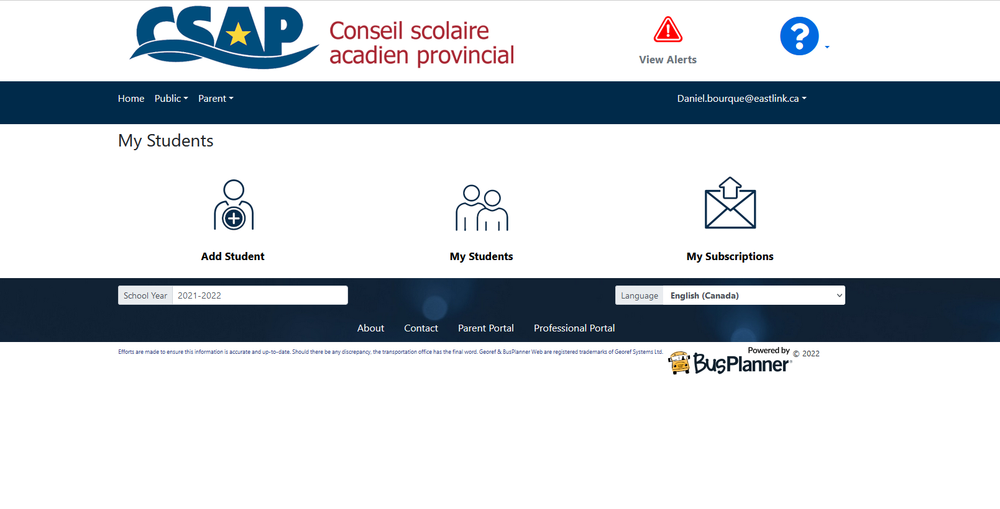 CSAP
Conseil scolaire
acadien provincial
View Alerts
Home Public Parent Daniel.bourque@eastlink.ca
My Students
Add Student My Students My Subscriptions
School Year 2021-2022 Language English (Canada)
About Contact Parent Portal Professional Portal
Efforts are made to ensure this information is accurate and up-to-date. Should there be any discrepancy, the transportation office has the final word. Georef & BusPlanner Web are registered trademarks of Georef Systems Ltd.
Powered by
BusPlanner®
© 2022